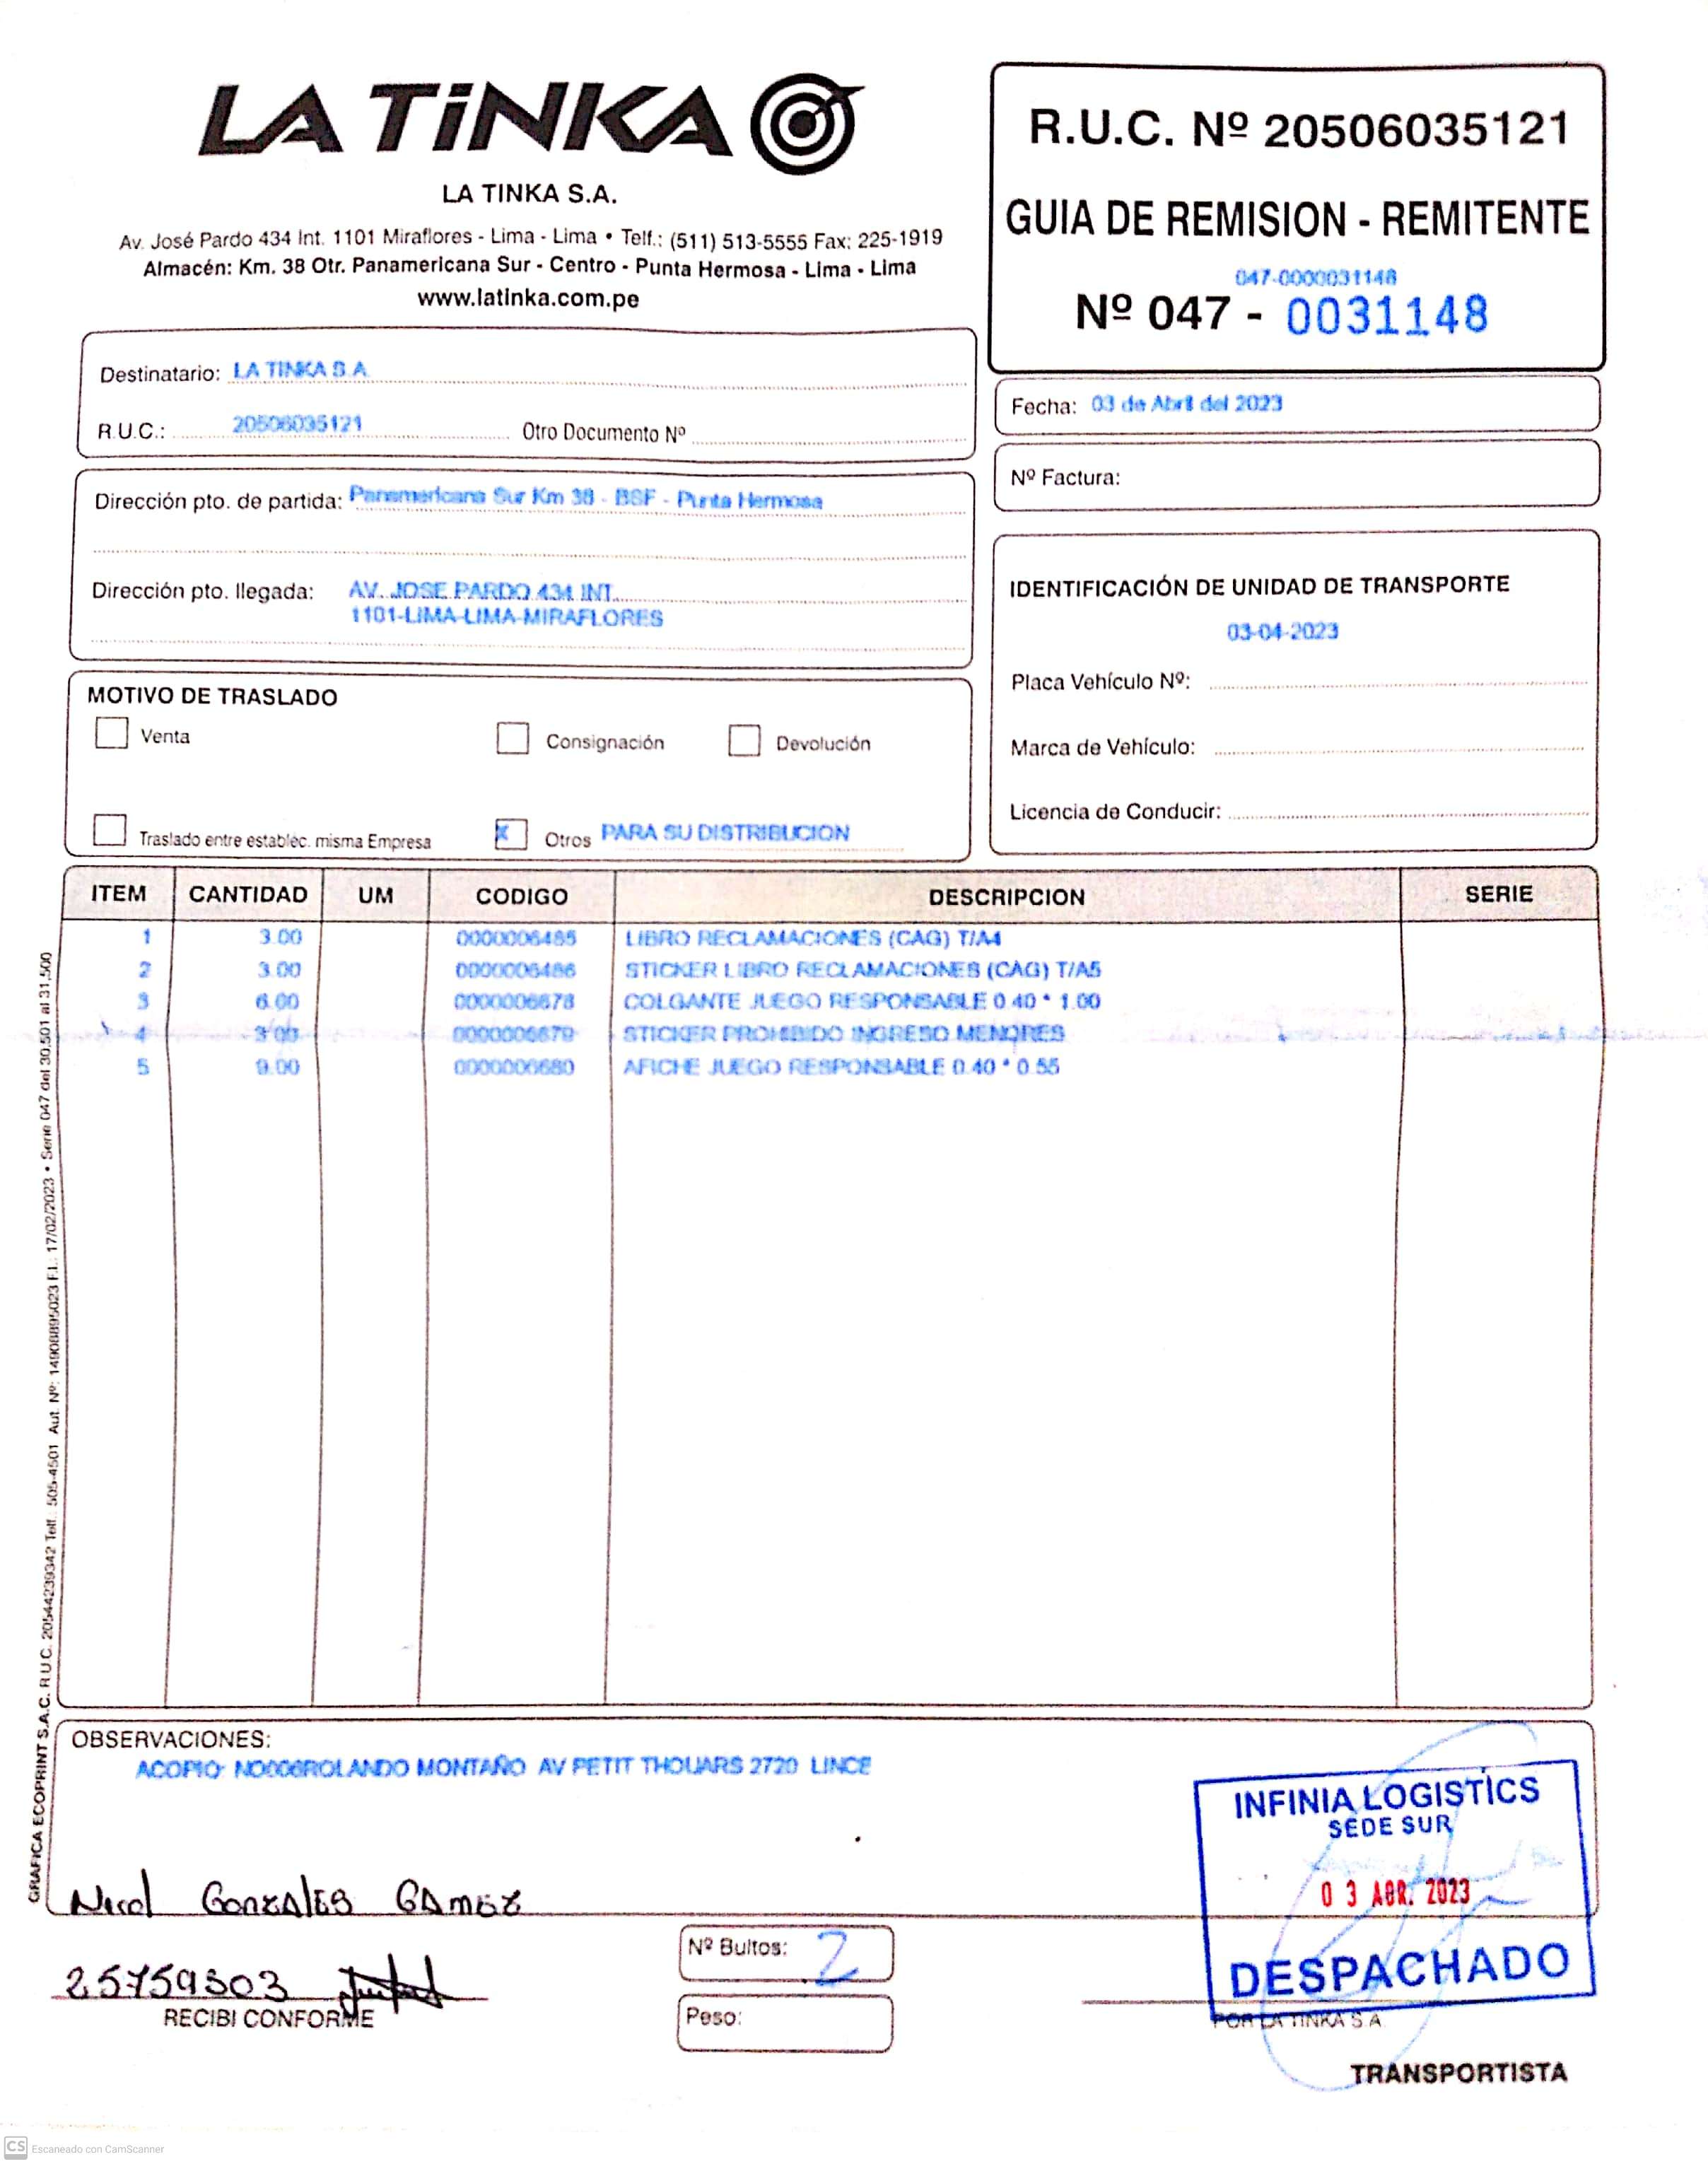 LA TiNKA
LA TINKA S.A.
Av. José Pardo 434 Int. 1101 Miraflores - Lima - Lima • Telf.: (511) 513-5555 Fax: 225-1919
Almacén: Km. 38 Otr. Panamericana Sur - Centro - Punta Hermosa - Lima - Lima
www.latinka.com.pe
R.U.C. Nº 20506035121
GUIA DE REMISION - REMITENTE
047-0000031148
Nº 047 - 0031148
Destinatario: LA TINKA S.A.
R.U.C.: 20506035121 Otro Documento Nº
Fecha: 03 de Abril del 2023
Nº Factura:
Dirección pto. de partida: Panamericana Sur Km 38 - BSF - Punta Hermosa
Dirección pto. llegada: AV. JOSE PARDO 434 INT.
1101-LIMA-LIMA-MIRAFLORES
IDENTIFICACIÓN DE UNIDAD DE TRANSPORTE
03-04-2023
Placa Vehículo Nº:
Marca de Vehículo:
Licencia de Conducir:
MOTIVO DE TRASLADO
Venta Consignación Devolución
Traslado entre establec. misma Empresa X Otros PARA SU DISTRIBUCION
ITEM CANTIDAD UM CODIGO DESCRIPCION SERIE
1 3.00 0000006485 LIBRO RECLAMACIONES (CAG) T/A4
2 3.00 0000006486 STICKER LIBRO RECLAMACIONES (CAG) T/A5
3 6.00 0000006678 COLGANTE JUEGO RESPONSABLE 0.40 * 1.00
4 3.00 0000006679 STICKER PROHIBIDO INGRESO MENORES
5 9.00 0000006680 AFICHE JUEGO RESPONSABLE 0.40 * 0.55
GRAFICA ECOPRINT S.A.C. R.U.C. 20544239342 Telf.: 505-4501 Aut. Nº: 14908895023 F.I.: 17/02/2023 • Serie 047 del 30,501 al 31,500
OBSERVACIONES:
ACOPIO: NO006ROLANDO MONTAÑO AV PETIT THOUARS 2720 LINCE
INFINIA LOGISTICS
SEDE SUR
03 ABR. 2023
DESPACHADO
Nicol Gonzales Gamez
25759303
RECIBI CONFORME
Nº Bultos: 2
Peso:
POR LA TINKA S.A.
TRANSPORTISTA
CS Escaneado con CamScanner